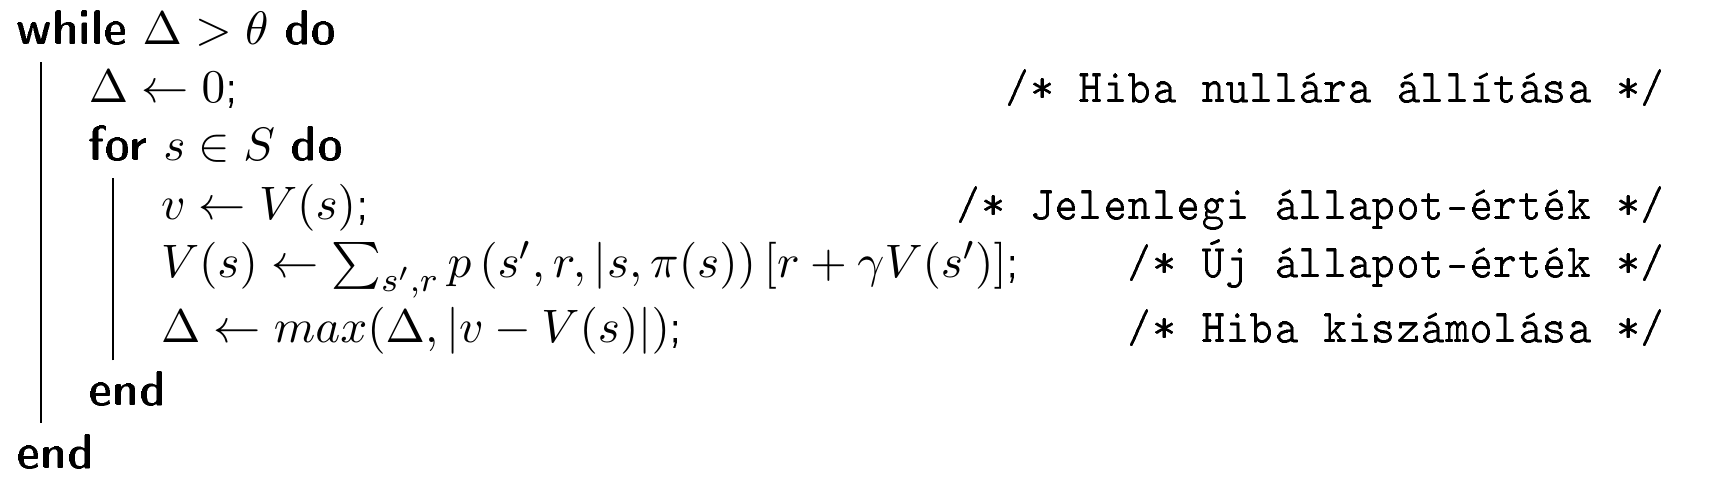 while Δ > θ do
Δ ← 0; /* Hiba nullára állítása */
for s ∈ S do
v ← V(s); /* Jelenlegi állapot-érték */
V(s) ← ∑s′,r p (s′, r, |s, π(s)) [r + γV(s′)]; /* Új állapot-érték */
Δ ← max(Δ, |v − V(s)|); /* Hiba kiszámolása */
end
end